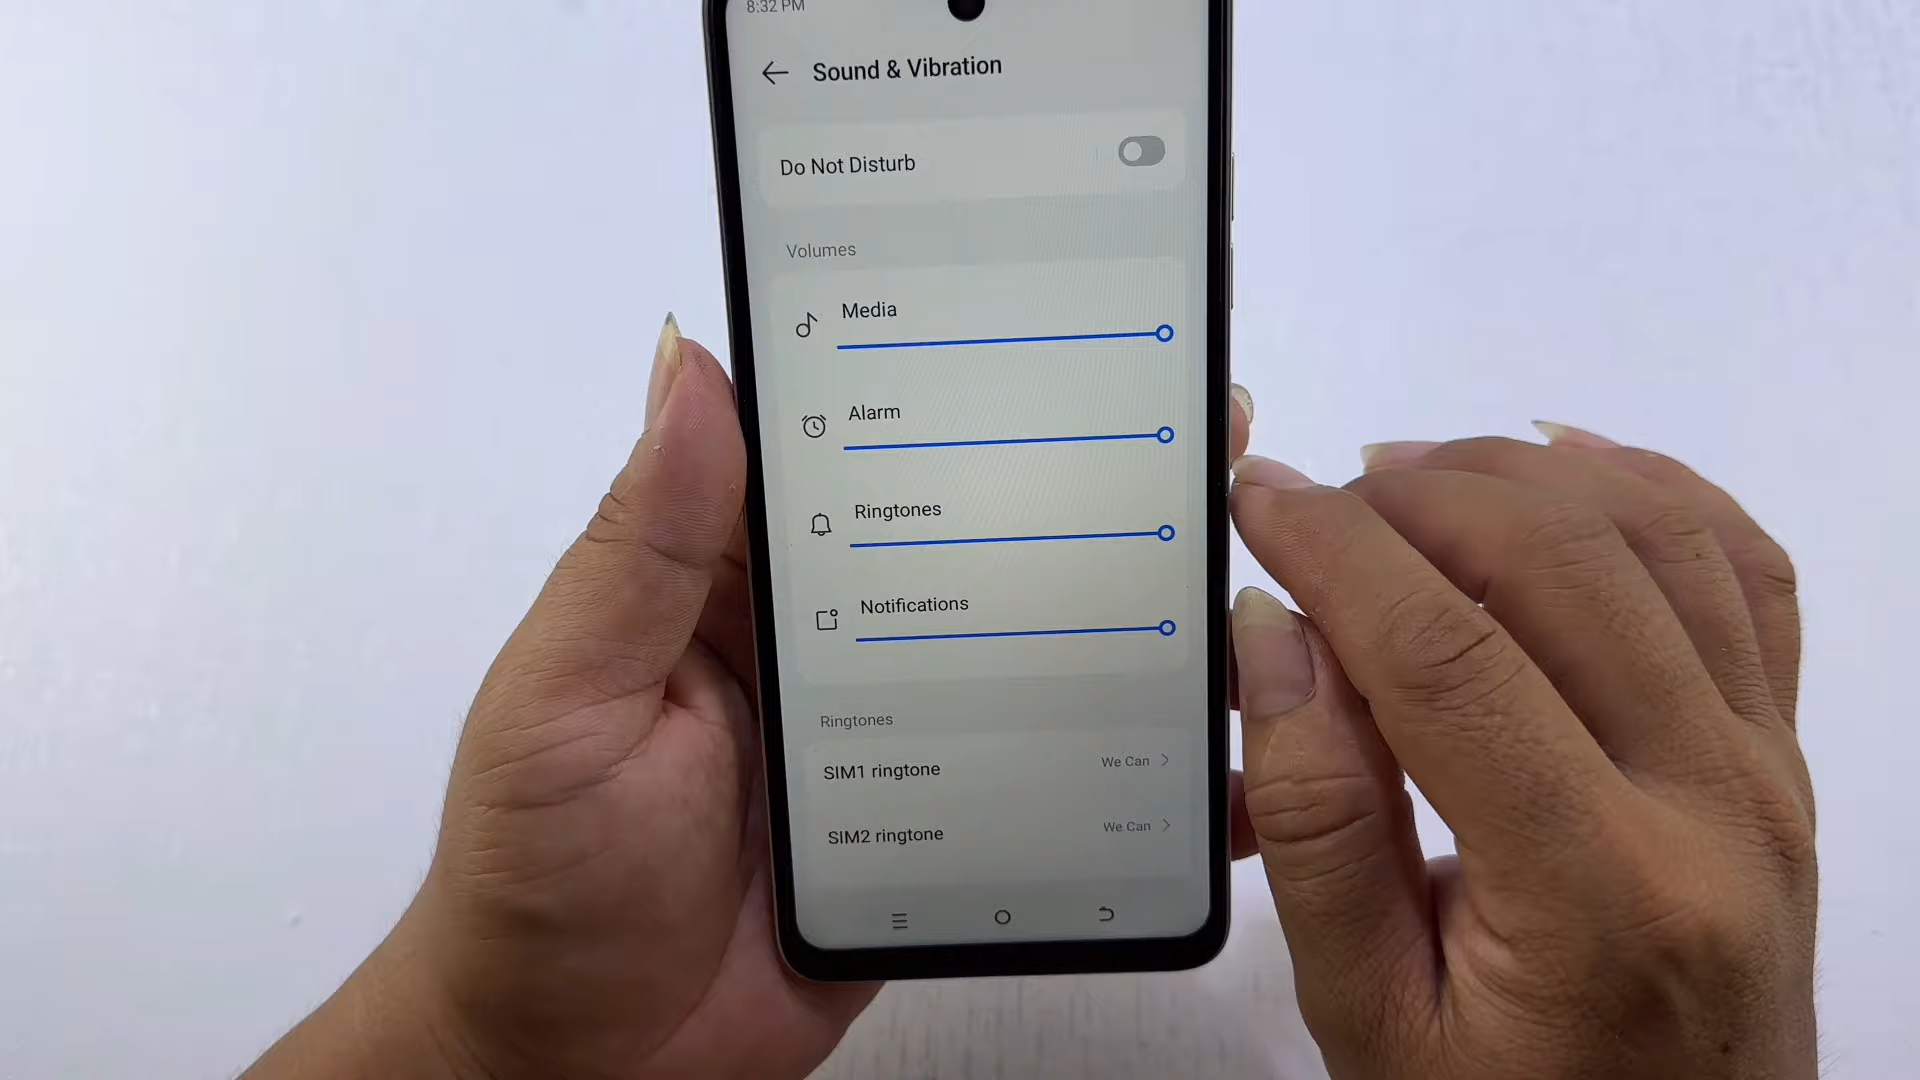 8:32 PM
Sound & Vibration
Do Not Disturb
Volumes
Media
Alarm
Ringtones
Notifications
Ringtones
SIM1 ringtone We Can
SIM2 ringtone We Can